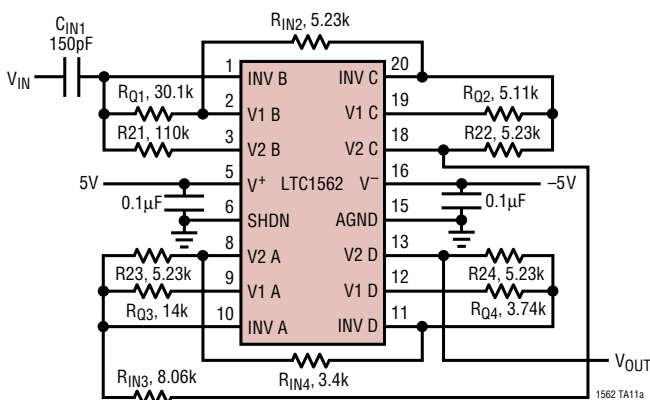 RIN2, 5.23k
CIN1
150pF
VIN
1
INV B
INV C
20
RQ1, 30.1k
2
V1 B
V1 C
19
RQ2, 5.11k
R21, 110k
3
V2 B
V2 C
18
R22, 5.23k
5V
5
V+
LTC1562
V–
16
–5V
0.1µF
6
SHDN
AGND
15
0.1µF
8
V2 A
V2 D
13
R23, 5.23k
9
V1 A
V1 D
12
R24, 5.23k
RQ3, 14k
10
INV A
INV D
11
RQ4, 3.74k
VOUT
RIN3, 8.06k
RIN4, 3.4k
1562 TA11a